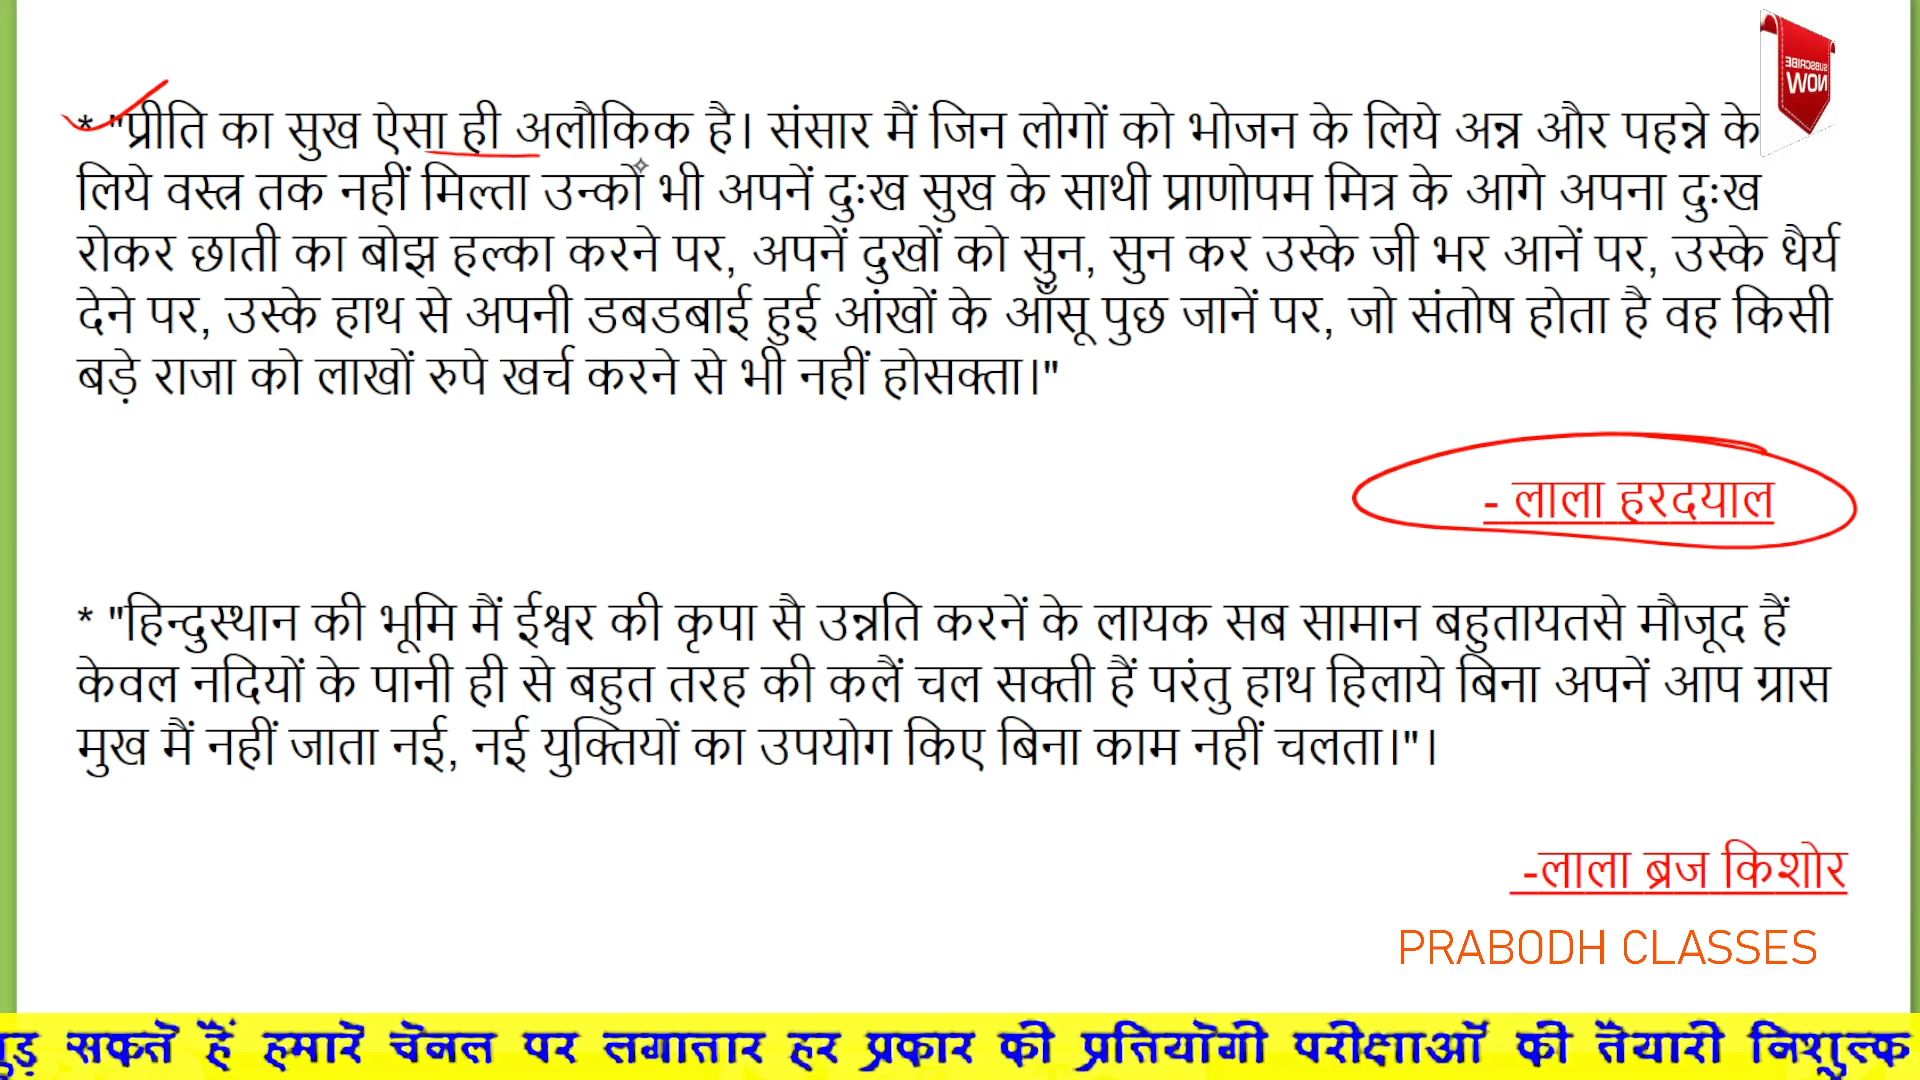 * "प्रीति का सुख ऐसा ही अलौकिक है। संसार मैं जिन लोगों को भोजन के लिये अन्न और पहन्ने के
SUBSCRIBE
NOW
लिये वस्त्र तक नहीं मिल्ता उन्को भी अपनें दुःख सुख के साथी प्राणोपम मित्र के आगे अपना दुःख
रोकर छाती का बोझ हल्का करने पर, अपनें दुखों को सुन, सुन कर उस्के जी भर आनें पर, उस्के धैर्य
देने पर, उस्के हाथ से अपनी डबडबाई हुई आंखों के आँसू पुछ जानें पर, जो संतोष होता है वह किसी
बड़े राजा को लाखों रुपे खर्च करने से भी नहीं होसक्ता।"
- लाला हरदयाल
* "हिन्दुस्थान की भूमि मैं ईश्वर की कृपा सै उन्नति करनें के लायक सब सामान बहुतायतसे मौजूद हैं
केवल नदियों के पानी ही से बहुत तरह की कलैं चल सक्ती हैं परंतु हाथ हिलाये बिना अपनें आप ग्रास
मुख मैं नहीं जाता नई, नई युक्तियों का उपयोग किए बिना काम नहीं चलता।"।
-लाला ब्रज किशोर
PRABODH CLASSES
सकते हैं हमारे चैनल पर लगातार हर प्रकार की प्रतियोगी परीक्षाओं की तैयारी निशुल्क